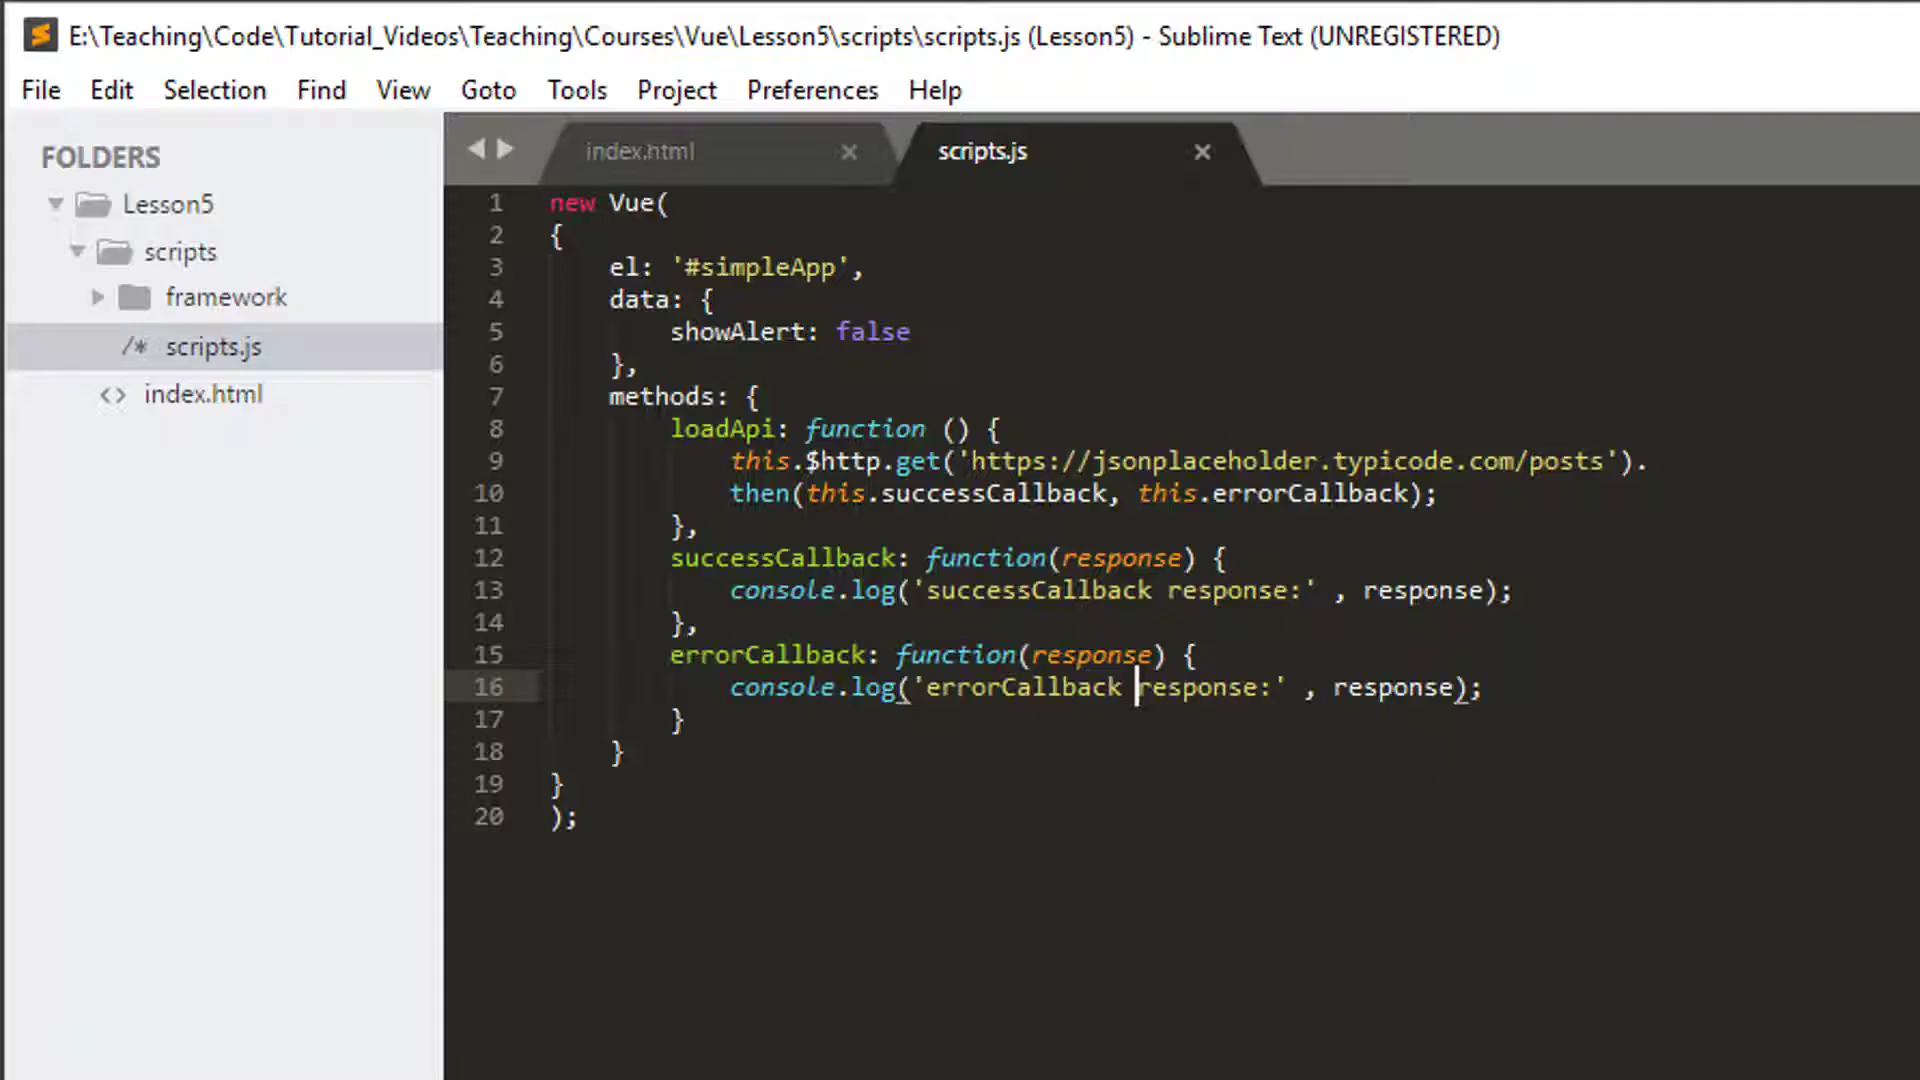 E:\Teaching\Code\Tutorial_Videos\Teaching\Courses\Vue\Lesson5\scripts\scripts.js (Lesson5) - Sublime Text (UNREGISTERED)
File Edit Selection Find View Goto Tools Project Preferences Help
FOLDERS
Lesson5
scripts
framework
/* scripts.js
<> index.html
index.html × scripts.js ×
1 new Vue(
2 {
3 el: '#simpleApp',
4 data: {
5 showAlert: false
6 },
7 methods: {
8 loadApi: function () {
9 this.$http.get('https://jsonplaceholder.typicode.com/posts').
10 then(this.successCallback, this.errorCallback);
11 },
12 successCallback: function(response) {
13 console.log('successCallback response:' , response);
14 },
15 errorCallback: function(response) {
16 console.log('errorCallback response:' , response);
17 }
18 }
19 }
20 );